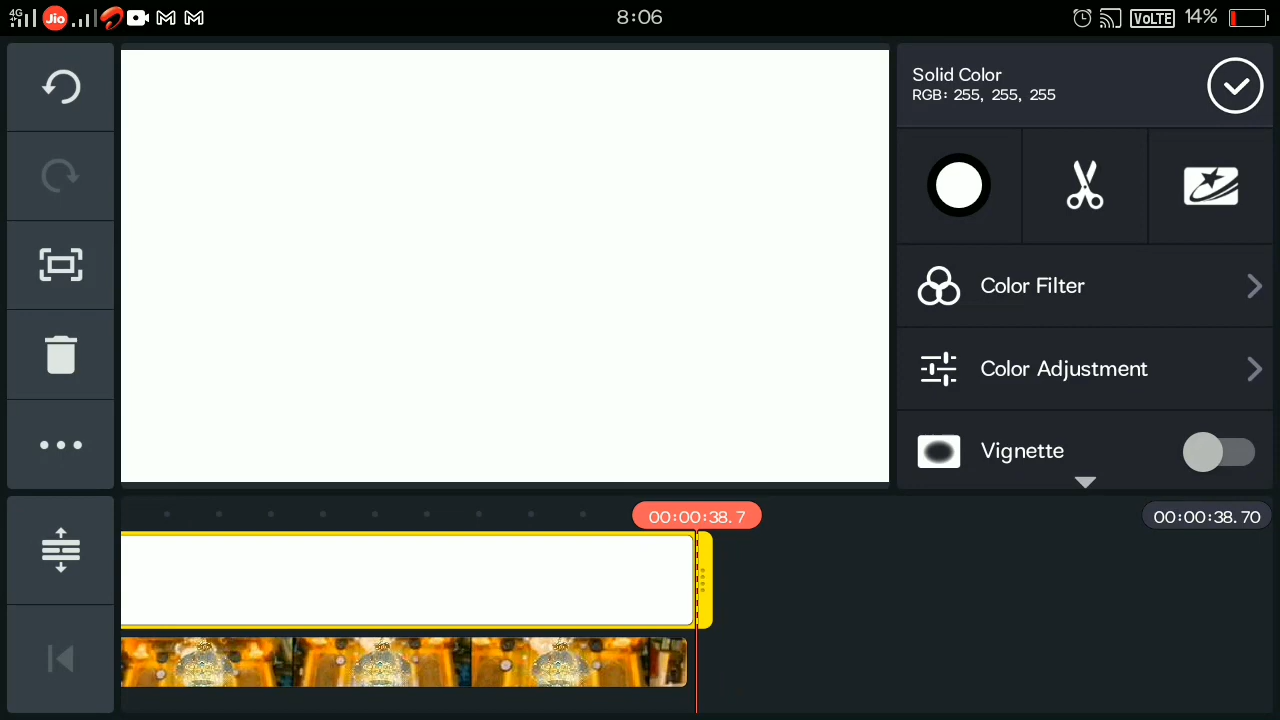 4G
Jio
8:06
VoLTE
14%
Solid Color
RGB: 255, 255, 255
Color Filter
Color Adjustment
Vignette
00:00:38.7
00:00:38.70